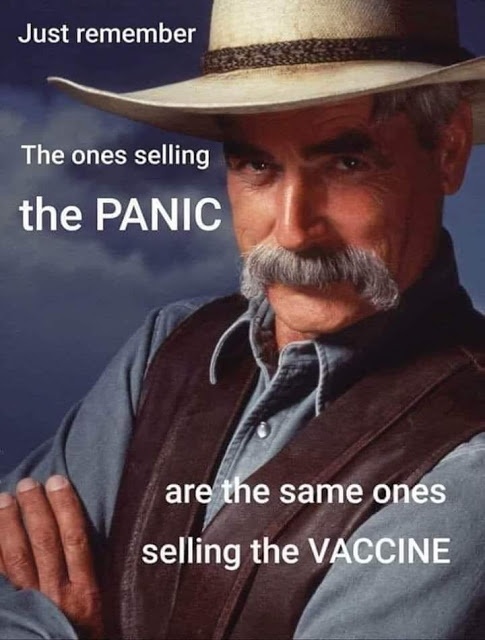 Just remember
The ones selling
the PANIC
are the same ones
selling the VACCINE